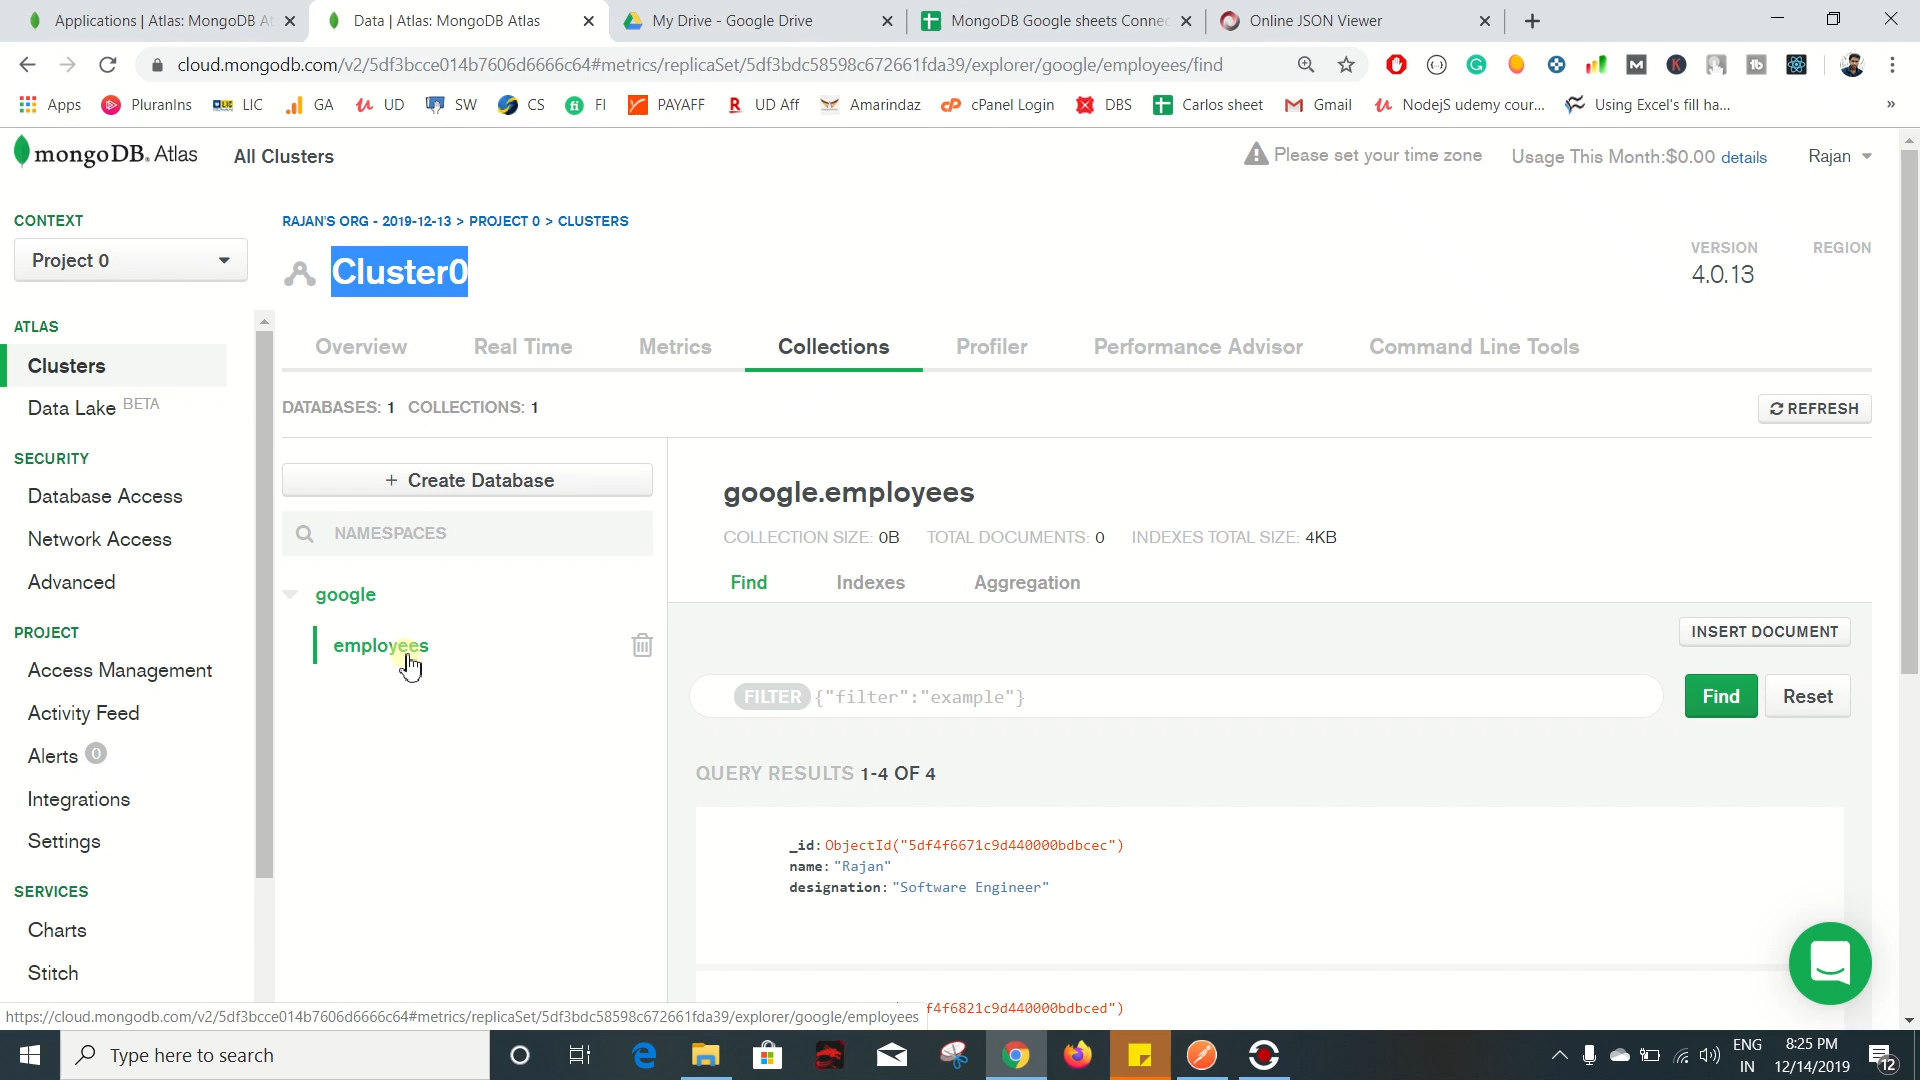 Applications | Atlas: MongoDB At
Data | Atlas: MongoDB Atlas
My Drive - Google Drive
MongoDB Google sheets Connec
Online JSON Viewer
cloud.mongodb.com/v2/5df3bcce014b7606d6666c64#metrics/replicaSet/5df3bdc58598c672661fda39/explorer/google/employees/find
Apps
PluranIns
LIC
GA
UD
SW
CS
FI
PAYAFF
UD Aff
Amarindaz
cPanel Login
DBS
Carlos sheet
Gmail
NodeJS udemy cour...
Using Excel's fill ha...
mongoDB. Atlas
All Clusters
Please set your time zone
Usage This Month:$0.00 details
Rajan
CONTEXT
Project 0
RAJAN'S ORG - 2019-12-13 > PROJECT 0 > CLUSTERS
Cluster0
VERSION
4.0.13
REGION
Overview
Real Time
Metrics
Collections
Profiler
Performance Advisor
Command Line Tools
DATABASES: 1 COLLECTIONS: 1
REFRESH
ATLAS
Clusters
Data Lake BETA
SECURITY
Database Access
Network Access
Advanced
PROJECT
Access Management
Activity Feed
Alerts 0
Integrations
Settings
SERVICES
Charts
Stitch
+ Create Database
NAMESPACES
google
employees
google.employees
COLLECTION SIZE: 0B TOTAL DOCUMENTS: 0 INDEXES TOTAL SIZE: 4KB
Find
Indexes
Aggregation
INSERT DOCUMENT
FILTER {"filter":"example"}
Find
Reset
QUERY RESULTS 1-4 OF 4
_id: ObjectId("5df4f6671c9d440000bdbcec")
name: "Rajan"
designation: "Software Engineer"
f4f6821c9d440000bdbced")
https://cloud.mongodb.com/v2/5df3bcce014b7606d6666c64#metrics/replicaSet/5df3bdc58598c672661fda39/explorer/google/employees
Type here to search
ENG
IN
8:25 PM
12/14/2019
12